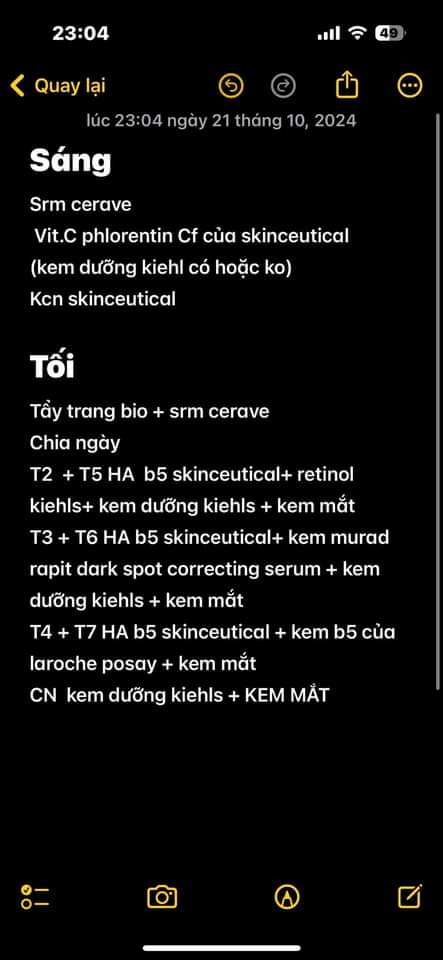 23:04
49
Quay lại
lúc 23:04 ngày 21 tháng 10, 2024
Sáng
Srm cerave
Vit.C phlorentin Cf của skinceutical
(kem dưỡng kiehl có hoặc ko)
Kcn skinceutical
Tối
Tẩy trang bio + srm cerave
Chia ngày
T2 + T5 HA b5 skinceutical+ retinol
kiehls+ kem dưỡng kiehls + kem mắt
T3 + T6 HA b5 skinceutical+ kem murad
rapit dark spot correcting serum + kem
dưỡng kiehls + kem mắt
T4 + T7 HA b5 skinceutical + kem b5 của
laroche posay + kem mắt
CN kem dưỡng kiehls + KEM MẮT